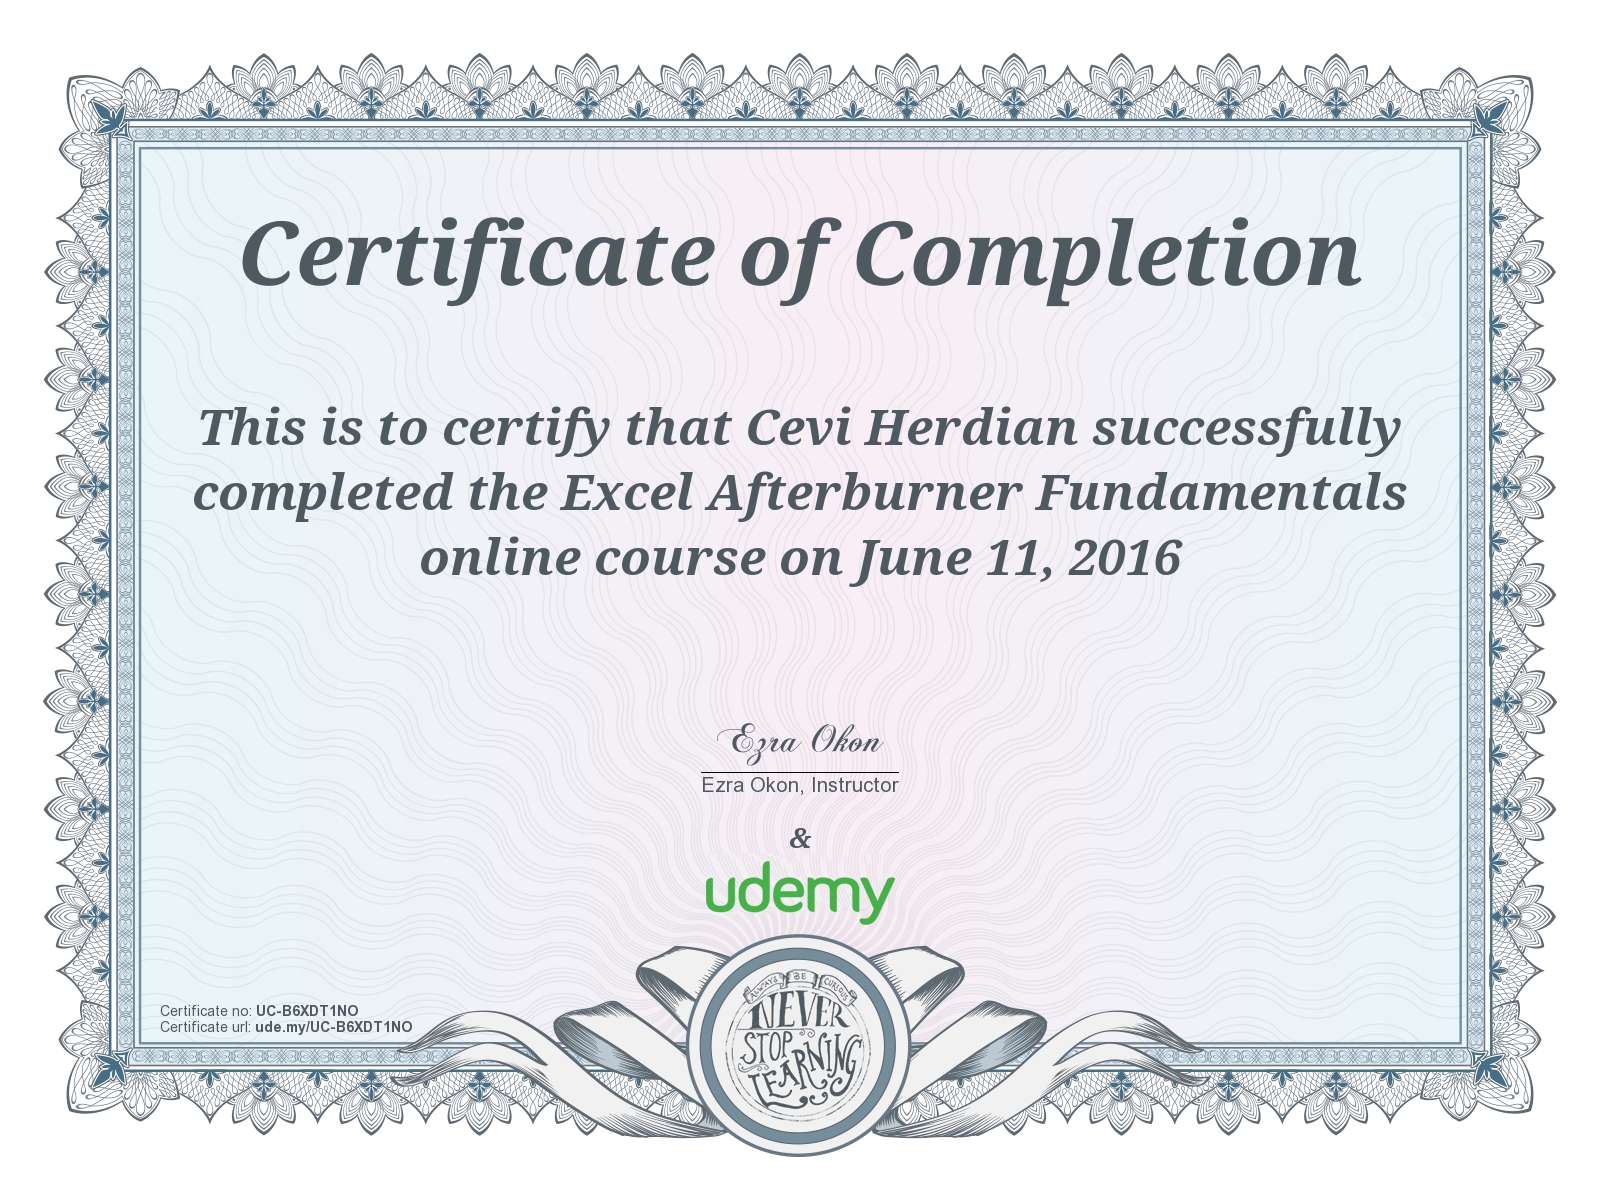 Certificate of Completion
This is to certify that Cevi Herdian successfully
completed the Excel Afterburner Fundamentals
online course on June 11, 2016
Ezra Okon
Ezra Okon, Instructor
&
udemy
Certificate no: UC-B6XDT1NO
Certificate url: ude.my/UC-B6XDT1NO
ALWAYS BE CURIOUS
NEVER
STOP
LEARNING